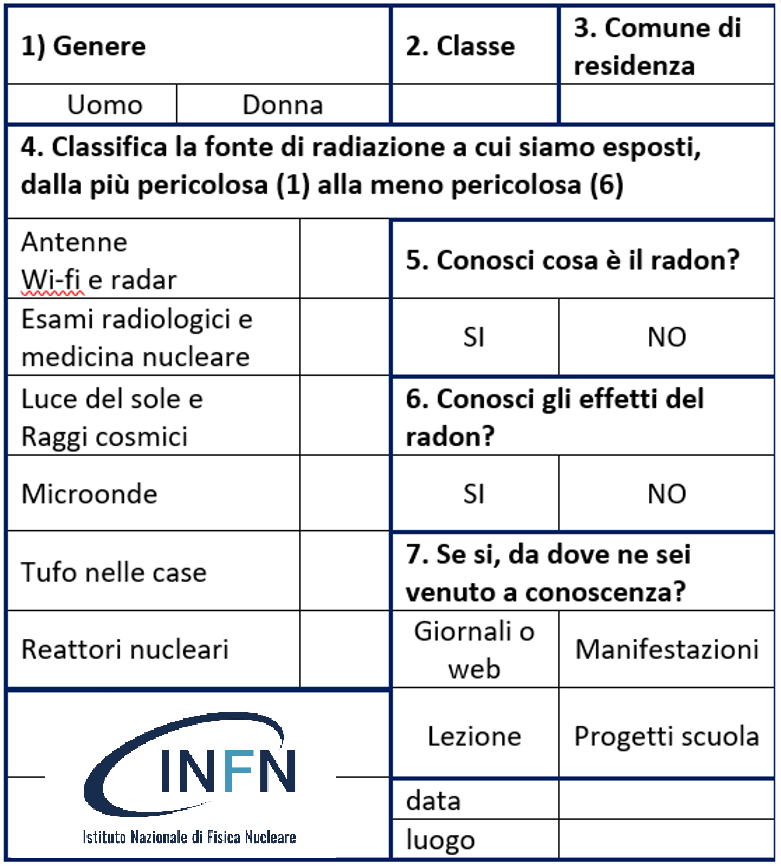 1) Genere
2. Classe
3. Comune di
residenza
Uomo
Donna
4. Classifica la fonte di radiazione a cui siamo esposti,
dalla più pericolosa (1) alla meno pericolosa (6)
Antenne
Wi-fi e radar
Esami radiologici e
medicina nucleare
Luce del sole e
Raggi cosmici
Microonde
Tufo nelle case
Reattori nucleari
5. Conosci cosa è il radon?
SI
NO
6. Conosci gli effetti del
radon?
SI
NO
7. Se si, da dove ne sei
venuto a conoscenza?
Giornali o
web
Manifestazioni
Lezione
Progetti scuola
data
luogo
INFN
Istituto Nazionale di Fisica Nucleare